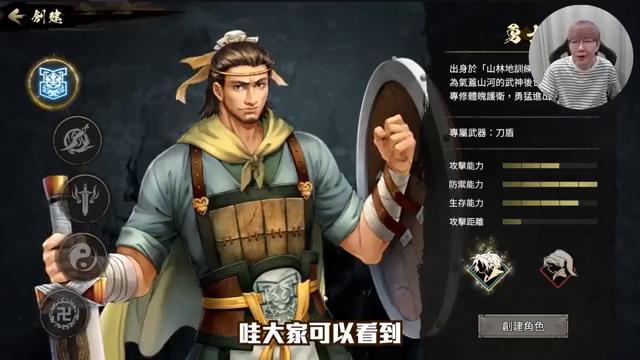 創建
勇
出身於「山林地訓練
為氣蓋山河的武神後
專修體魄護衛，勇猛進出
專屬武器：刀盾
攻擊能力
防禦能力
生存能力
攻擊距離
創建角色
哇大家可以看到